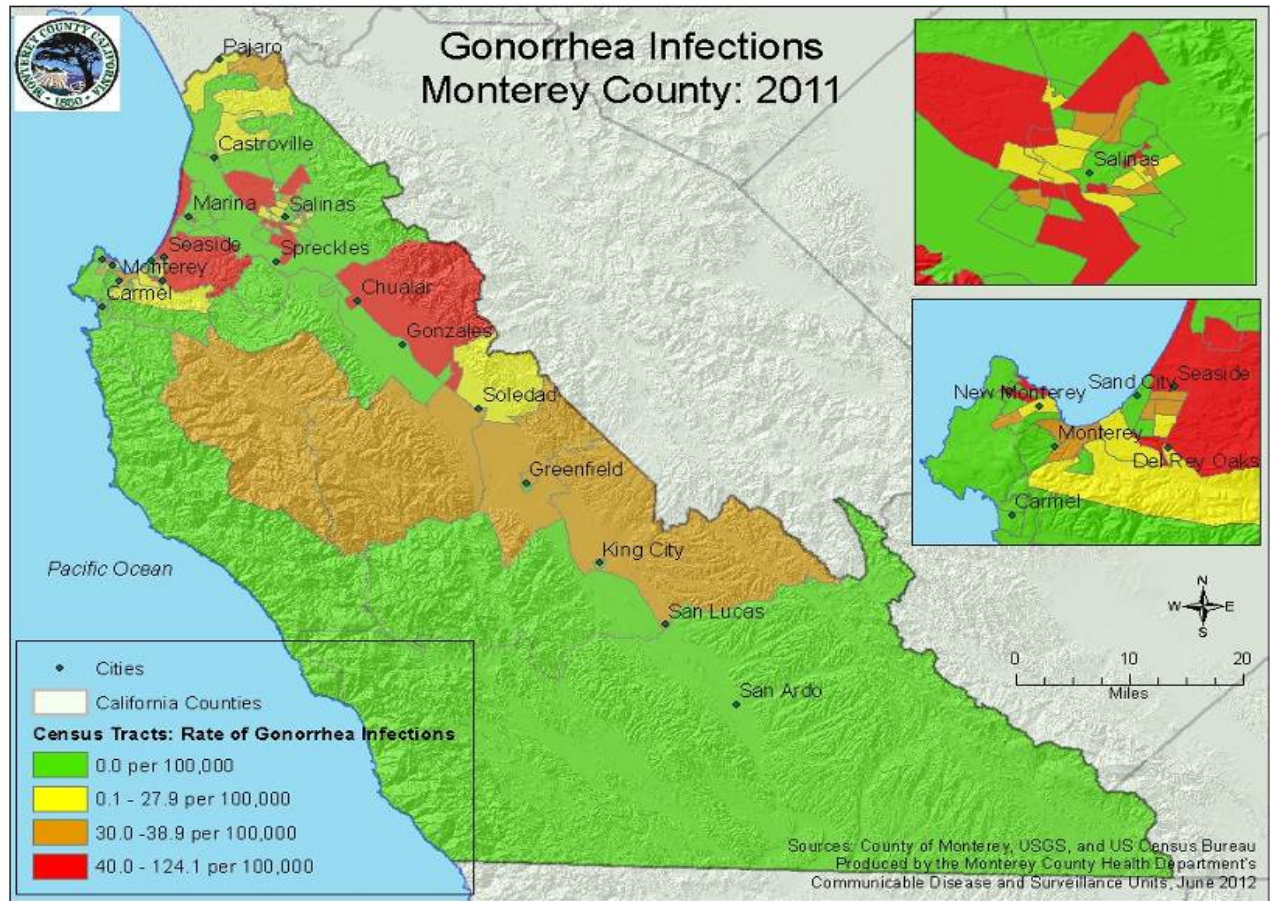 MONTEREY COUNTY CALIFORNIA
1850
Gonorrhea Infections
Monterey County: 2011
Pajaro
Castroville
Marina
Salinas
Seaside
Spreckles
Monterey
Carmel
Chualar
Gonzales
Soledad
Greenfield
King City
San Lucas
San Ardo
Pacific Ocean
Salinas
New Monterey
Sand City
Seaside
Monterey
Del Rey Oaks
Carmel
N
W
E
S
0 10 20
Miles
Cities
California Counties
Census Tracts: Rate of Gonorrhea Infections
0.0 per 100,000
0.1 - 27.9 per 100,000
30.0 -38.9 per 100,000
40.0 - 124.1 per 100,000
Sources: County of Monterey, USGS, and US Census Bureau
Produced by the Monterey County Health Department's
Communicable Disease and Surveillance Units, June 2012